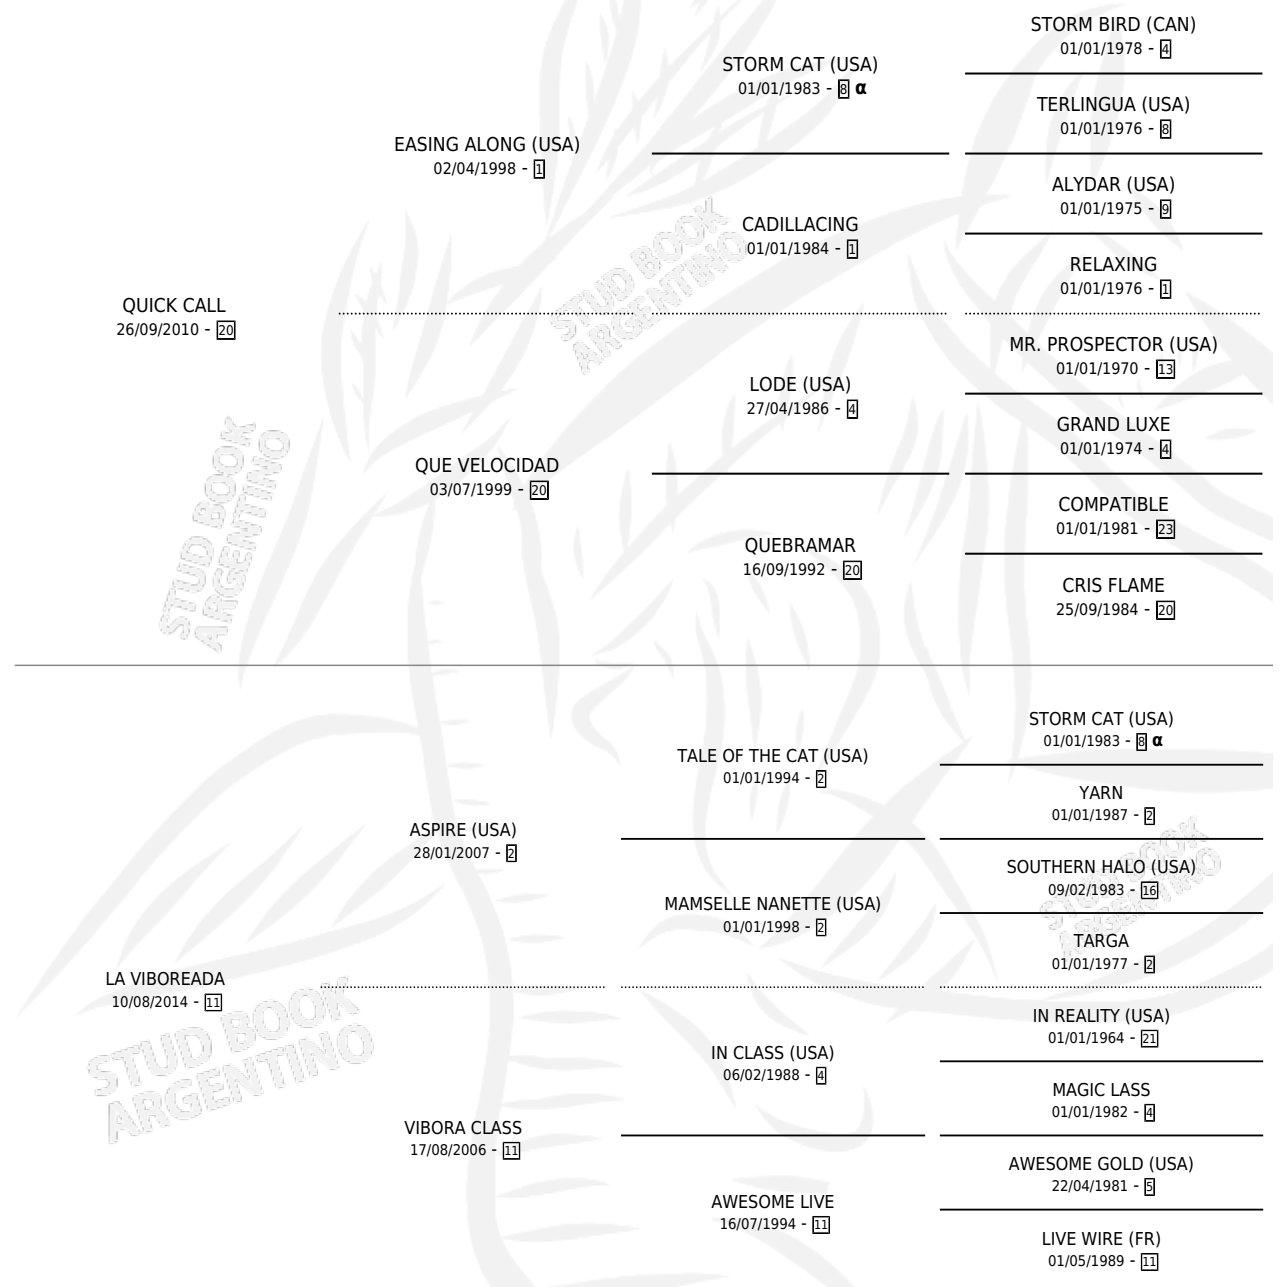 STORM BIRD (CAN)
01/01/1978 - 4
STORM CAT (USA)
01/01/1983 - 8 α
TERLINGUA (USA)
01/01/1976 - 8
EASING ALONG (USA)
02/04/1998 - 1
ALYDAR (USA)
01/01/1975 - 9
CADILLACING
01/01/1984 - 1
RELAXING
01/01/1976 - 1
QUICK CALL
26/09/2010 - 20
MR. PROSPECTOR (USA)
01/01/1970 - 13
LODE (USA)
27/04/1986 - 4
GRAND LUXE
01/01/1974 - 4
QUE VELOCIDAD
03/07/1999 - 20
COMPATIBLE
01/01/1981 - 23
QUEBRAMAR
16/09/1992 - 20
CRIS FLAME
25/09/1984 - 20
STUD BOOK
ARGENTINO
STUD BOOK
ARGENTINO
STORM CAT (USA)
01/01/1983 - 8 α
TALE OF THE CAT (USA)
01/01/1994 - 2
YARN
01/01/1987 - 2
ASPIRE (USA)
28/01/2007 - 2
SOUTHERN HALO (USA)
09/02/1983 - 16
MAMSELLE NANETTE (USA)
01/01/1998 - 2
TARGA
01/01/1977 - 2
LA VIBOREADA
10/08/2014 - 11
IN REALITY (USA)
01/01/1964 - 21
IN CLASS (USA)
06/02/1988 - 4
MAGIC LASS
01/01/1982 - 4
VIBORA CLASS
17/08/2006 - 11
AWESOME GOLD (USA)
22/04/1981 - 5
AWESOME LIVE
16/07/1994 - 11
LIVE WIRE (FR)
01/05/1989 - 11
STUD BOOK
ARGENTINO
STUD BOOK
ARGENTINO